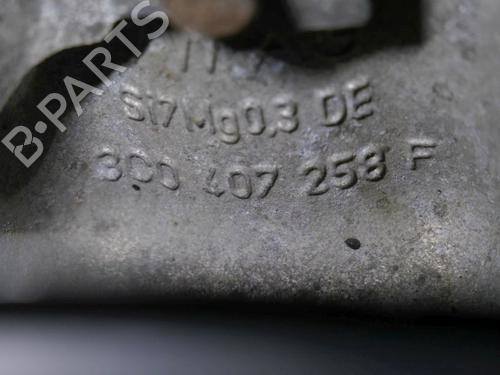 Si7Mg0.3 DE
3C0 407 258 F
B-PARTS